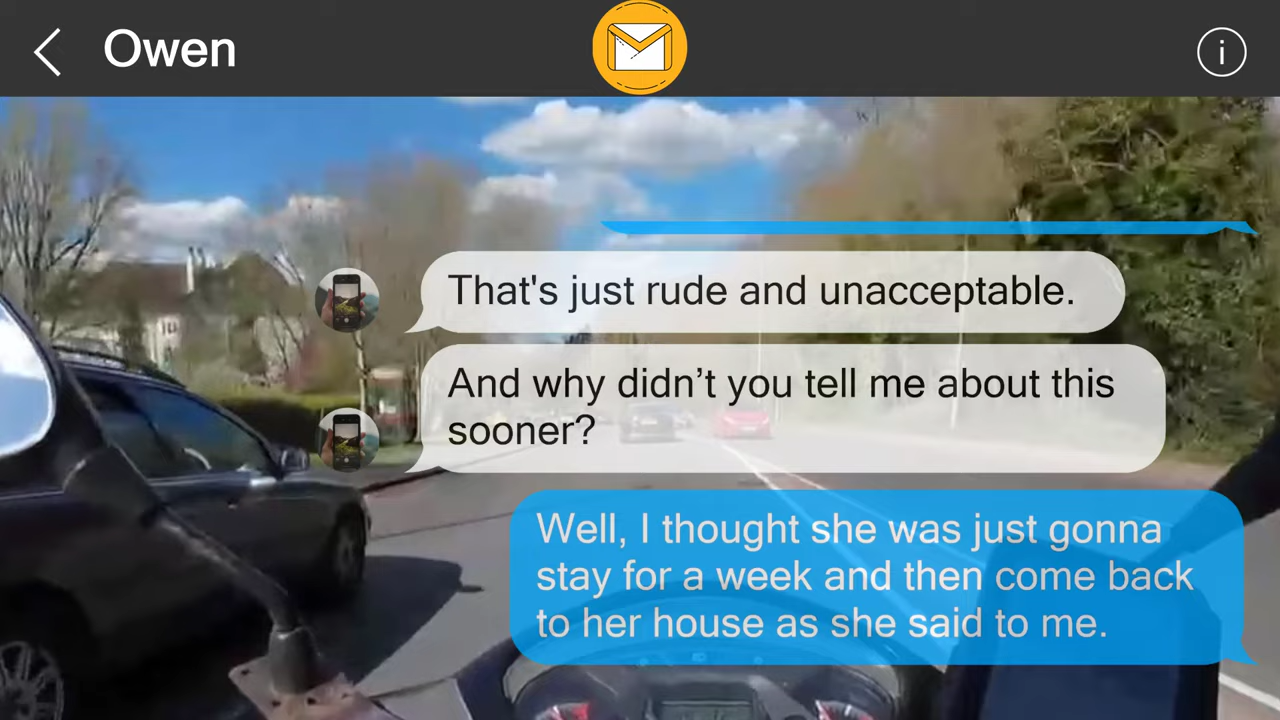 Owen
i
That's just rude and unacceptable.
And why didn’t you tell me about this
sooner?
Well, I thought she was just gonna
stay for a week and then come back
to her house as she said to me.